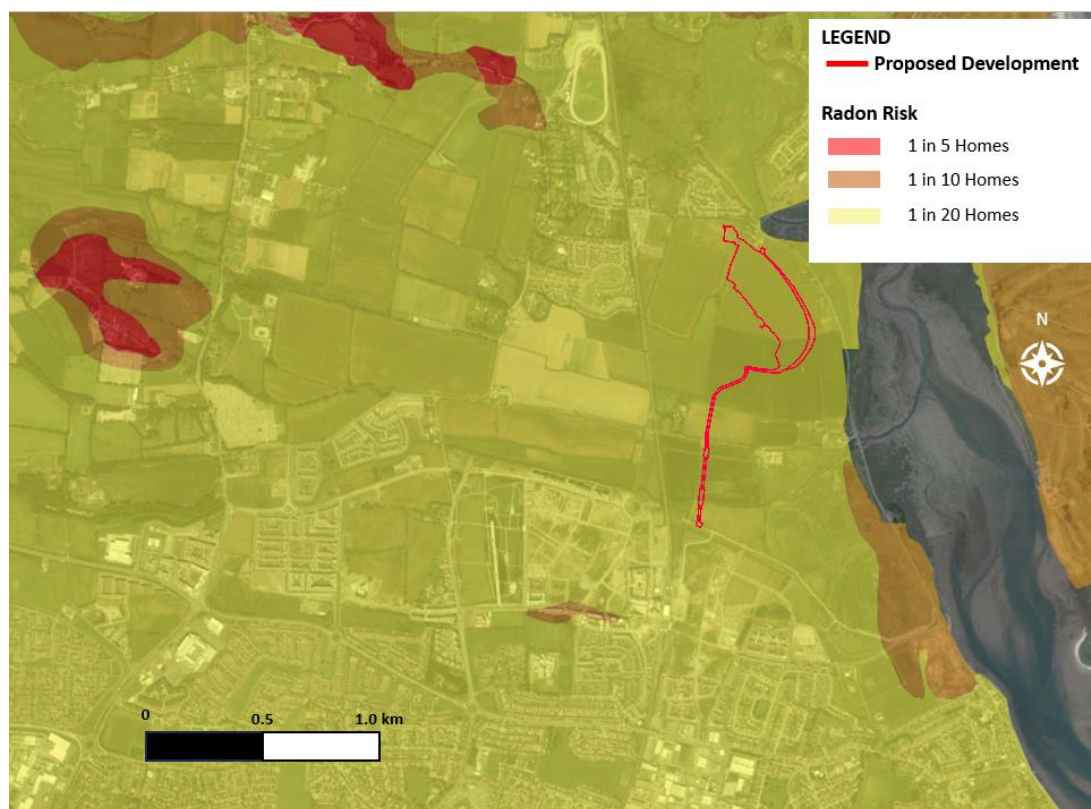 LEGEND
Proposed Development
Radon Risk
1 in 5 Homes
1 in 10 Homes
1 in 20 Homes
N
0 0.5 1.0 km